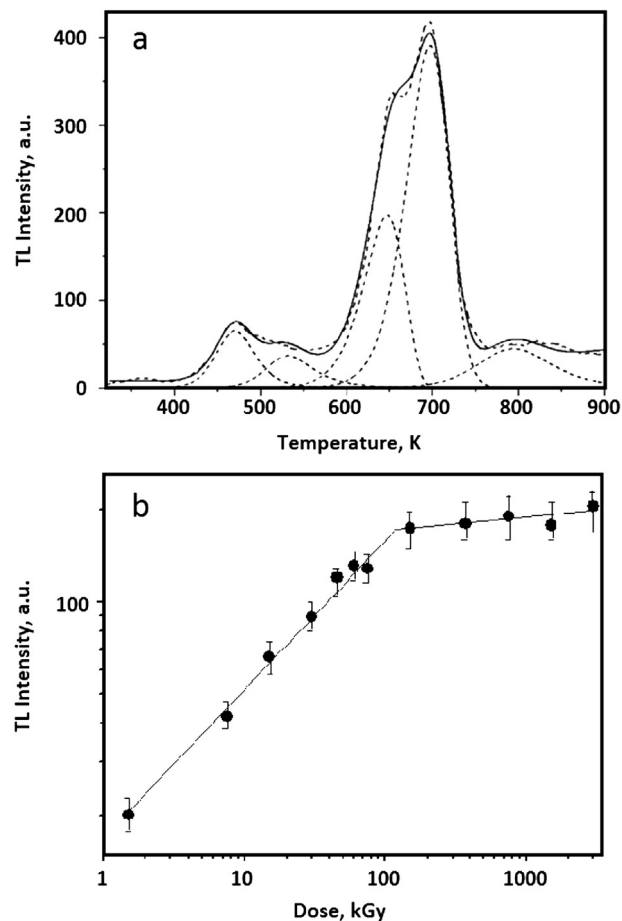 a
400
300
200
100
0
TL Intensity, a.u.
400 500 600 700 800 900
Temperature, K
b
100
TL Intensity, a.u.
1 10 100 1000
Dose, kGy